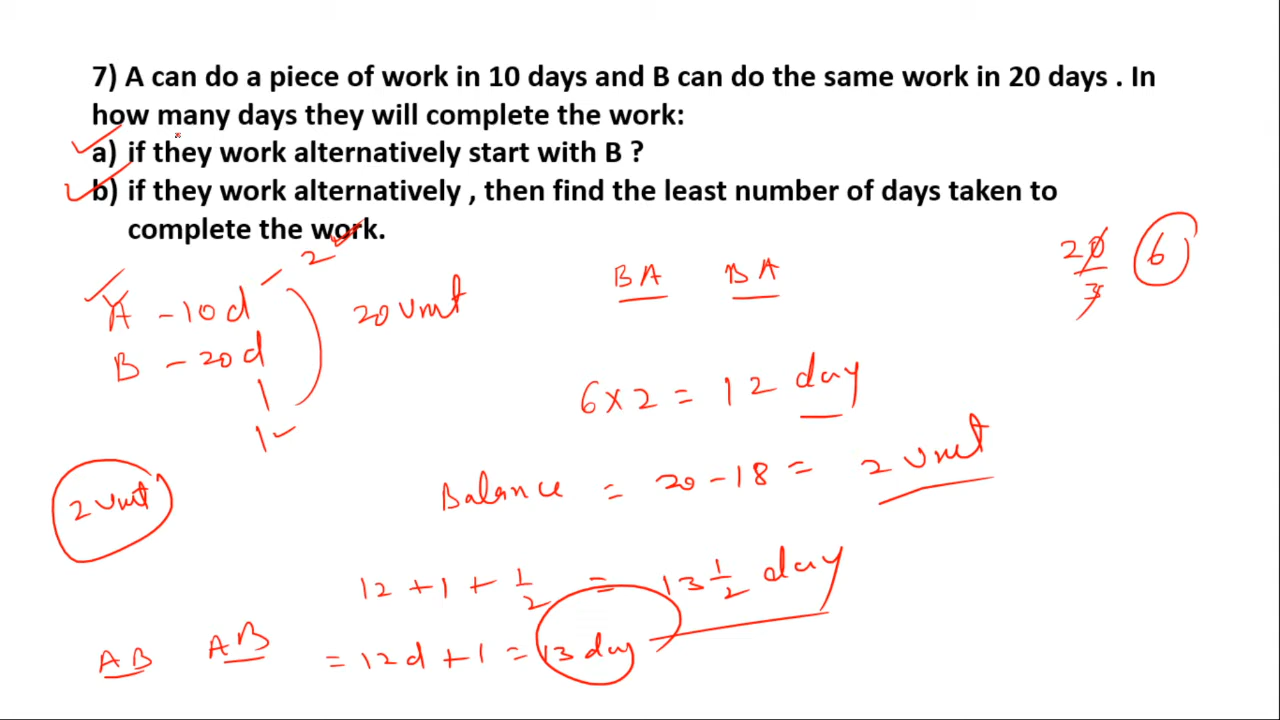 7) A can do a piece of work in 10 days and B can do the same work in 20 days . In
how many days they will complete the work:
a) if they work alternatively start with B ?
b) if they work alternatively , then find the least number of days taken to
complete the work.
A - 10d - 2
B - 20d
1
1
20 Unit
BA BA
20/3 6
6 x 2 = 12 day
2 Unit
Balance = 20 - 18 = 2 Unit
12 + 1 + 1/2 = 13 1/2 day
AB AB = 12d + 1 = 13 day